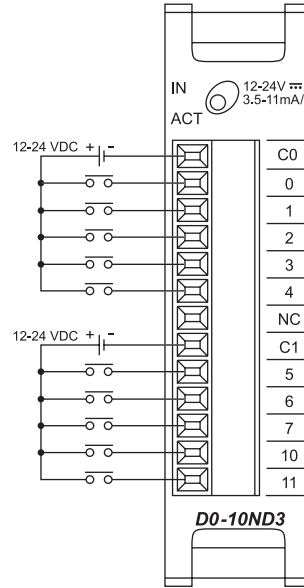 IN
12-24V ⎓
3.5-11mA/
ACT
12-24 VDC + -
C0
0
1
2
3
4
NC
12-24 VDC + -
C1
5
6
7
10
11
D0-10ND3